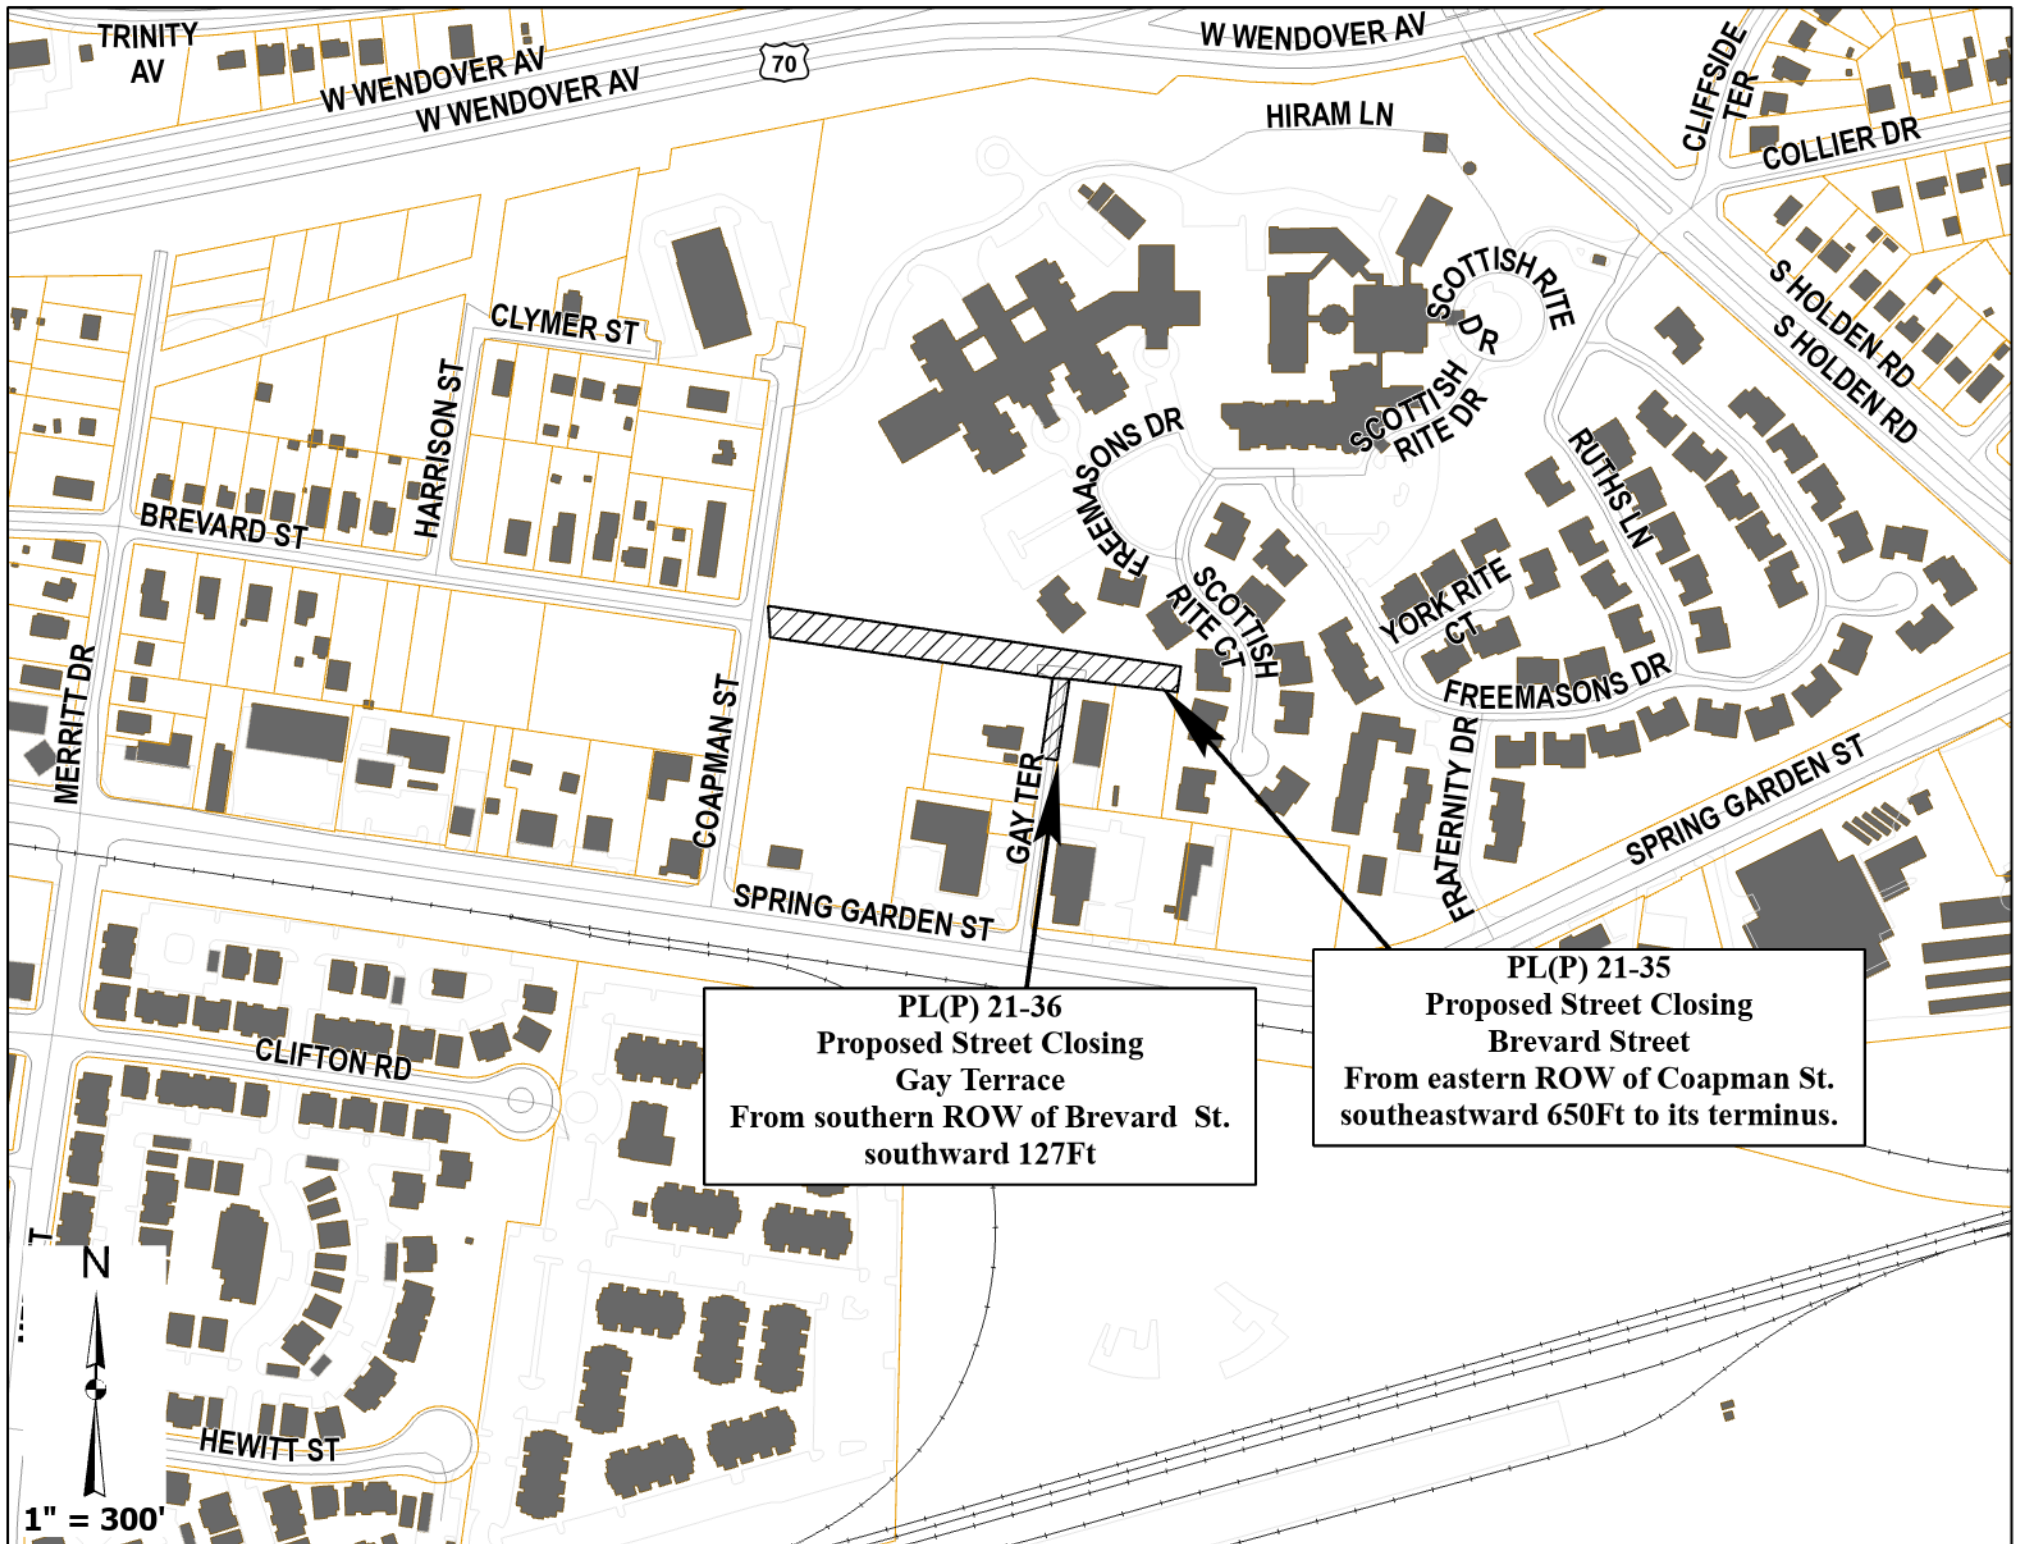 TRINITY
AV
W WENDOVER AV
W WENDOVER AV
70
W WENDOVER AV
CLIFFSIDE
TER
COLLIER DR
HIRAM LN
S HOLDEN RD
S HOLDEN RD
SCOTTISH RITE
DR
SCOTTISH
RITE DR
CLYMER ST
HARRISON ST
BREVARD ST
FREEMASONS DR
FREEMASONS
RUTHS LN
YORK RITE
CT
SCOTTISH
RITE CT
FREEMASONS DR
MERRITT DR
COAPMAN ST
GAY TER
FRATERNITY DR
SPRING GARDEN ST
SPRING GARDEN ST
PL(P) 21-36
Proposed Street Closing
Gay Terrace
From southern ROW of Brevard St.
southward 127Ft
PL(P) 21-35
Proposed Street Closing
Brevard Street
From eastern ROW of Coapman St.
southeastward 650Ft to its terminus.
CLIFTON RD
HEWITT ST
N
1" = 300'